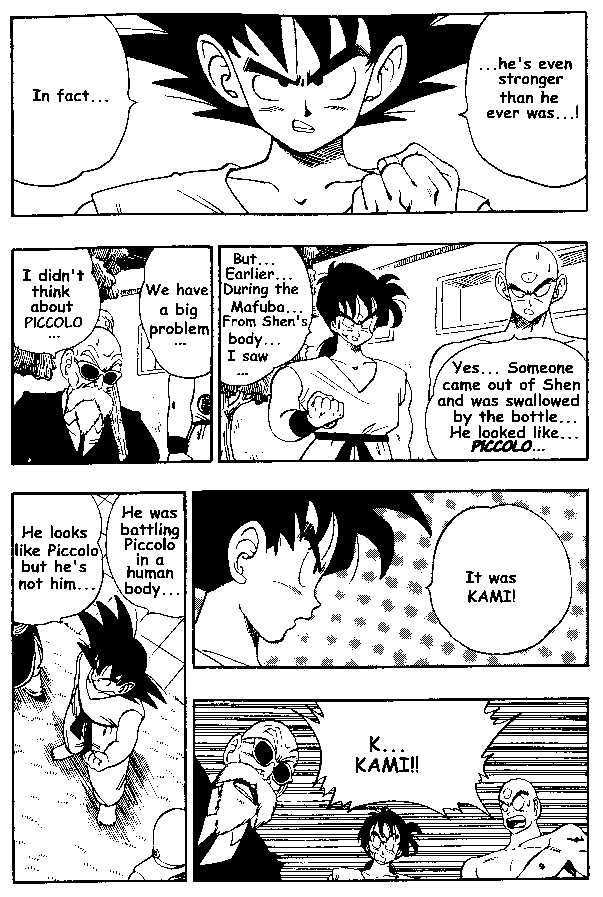 In fact...
...he's even
stronger
than he
ever was...!
I didn't
think
about
PICCOLO
...
We have
a big
problem
...
But...
Earlier...
During the
Mafuba...
From Shen's
body...
I saw
...
Yes... Someone
came out of Shen
and was swallowed
by the bottle...
He looked like...
PICCOLO...
He looks
like Piccolo
but he's
not him...
He was
battling
Piccolo
in a
human
body...
It was
KAMI!
K...
KAMI!!